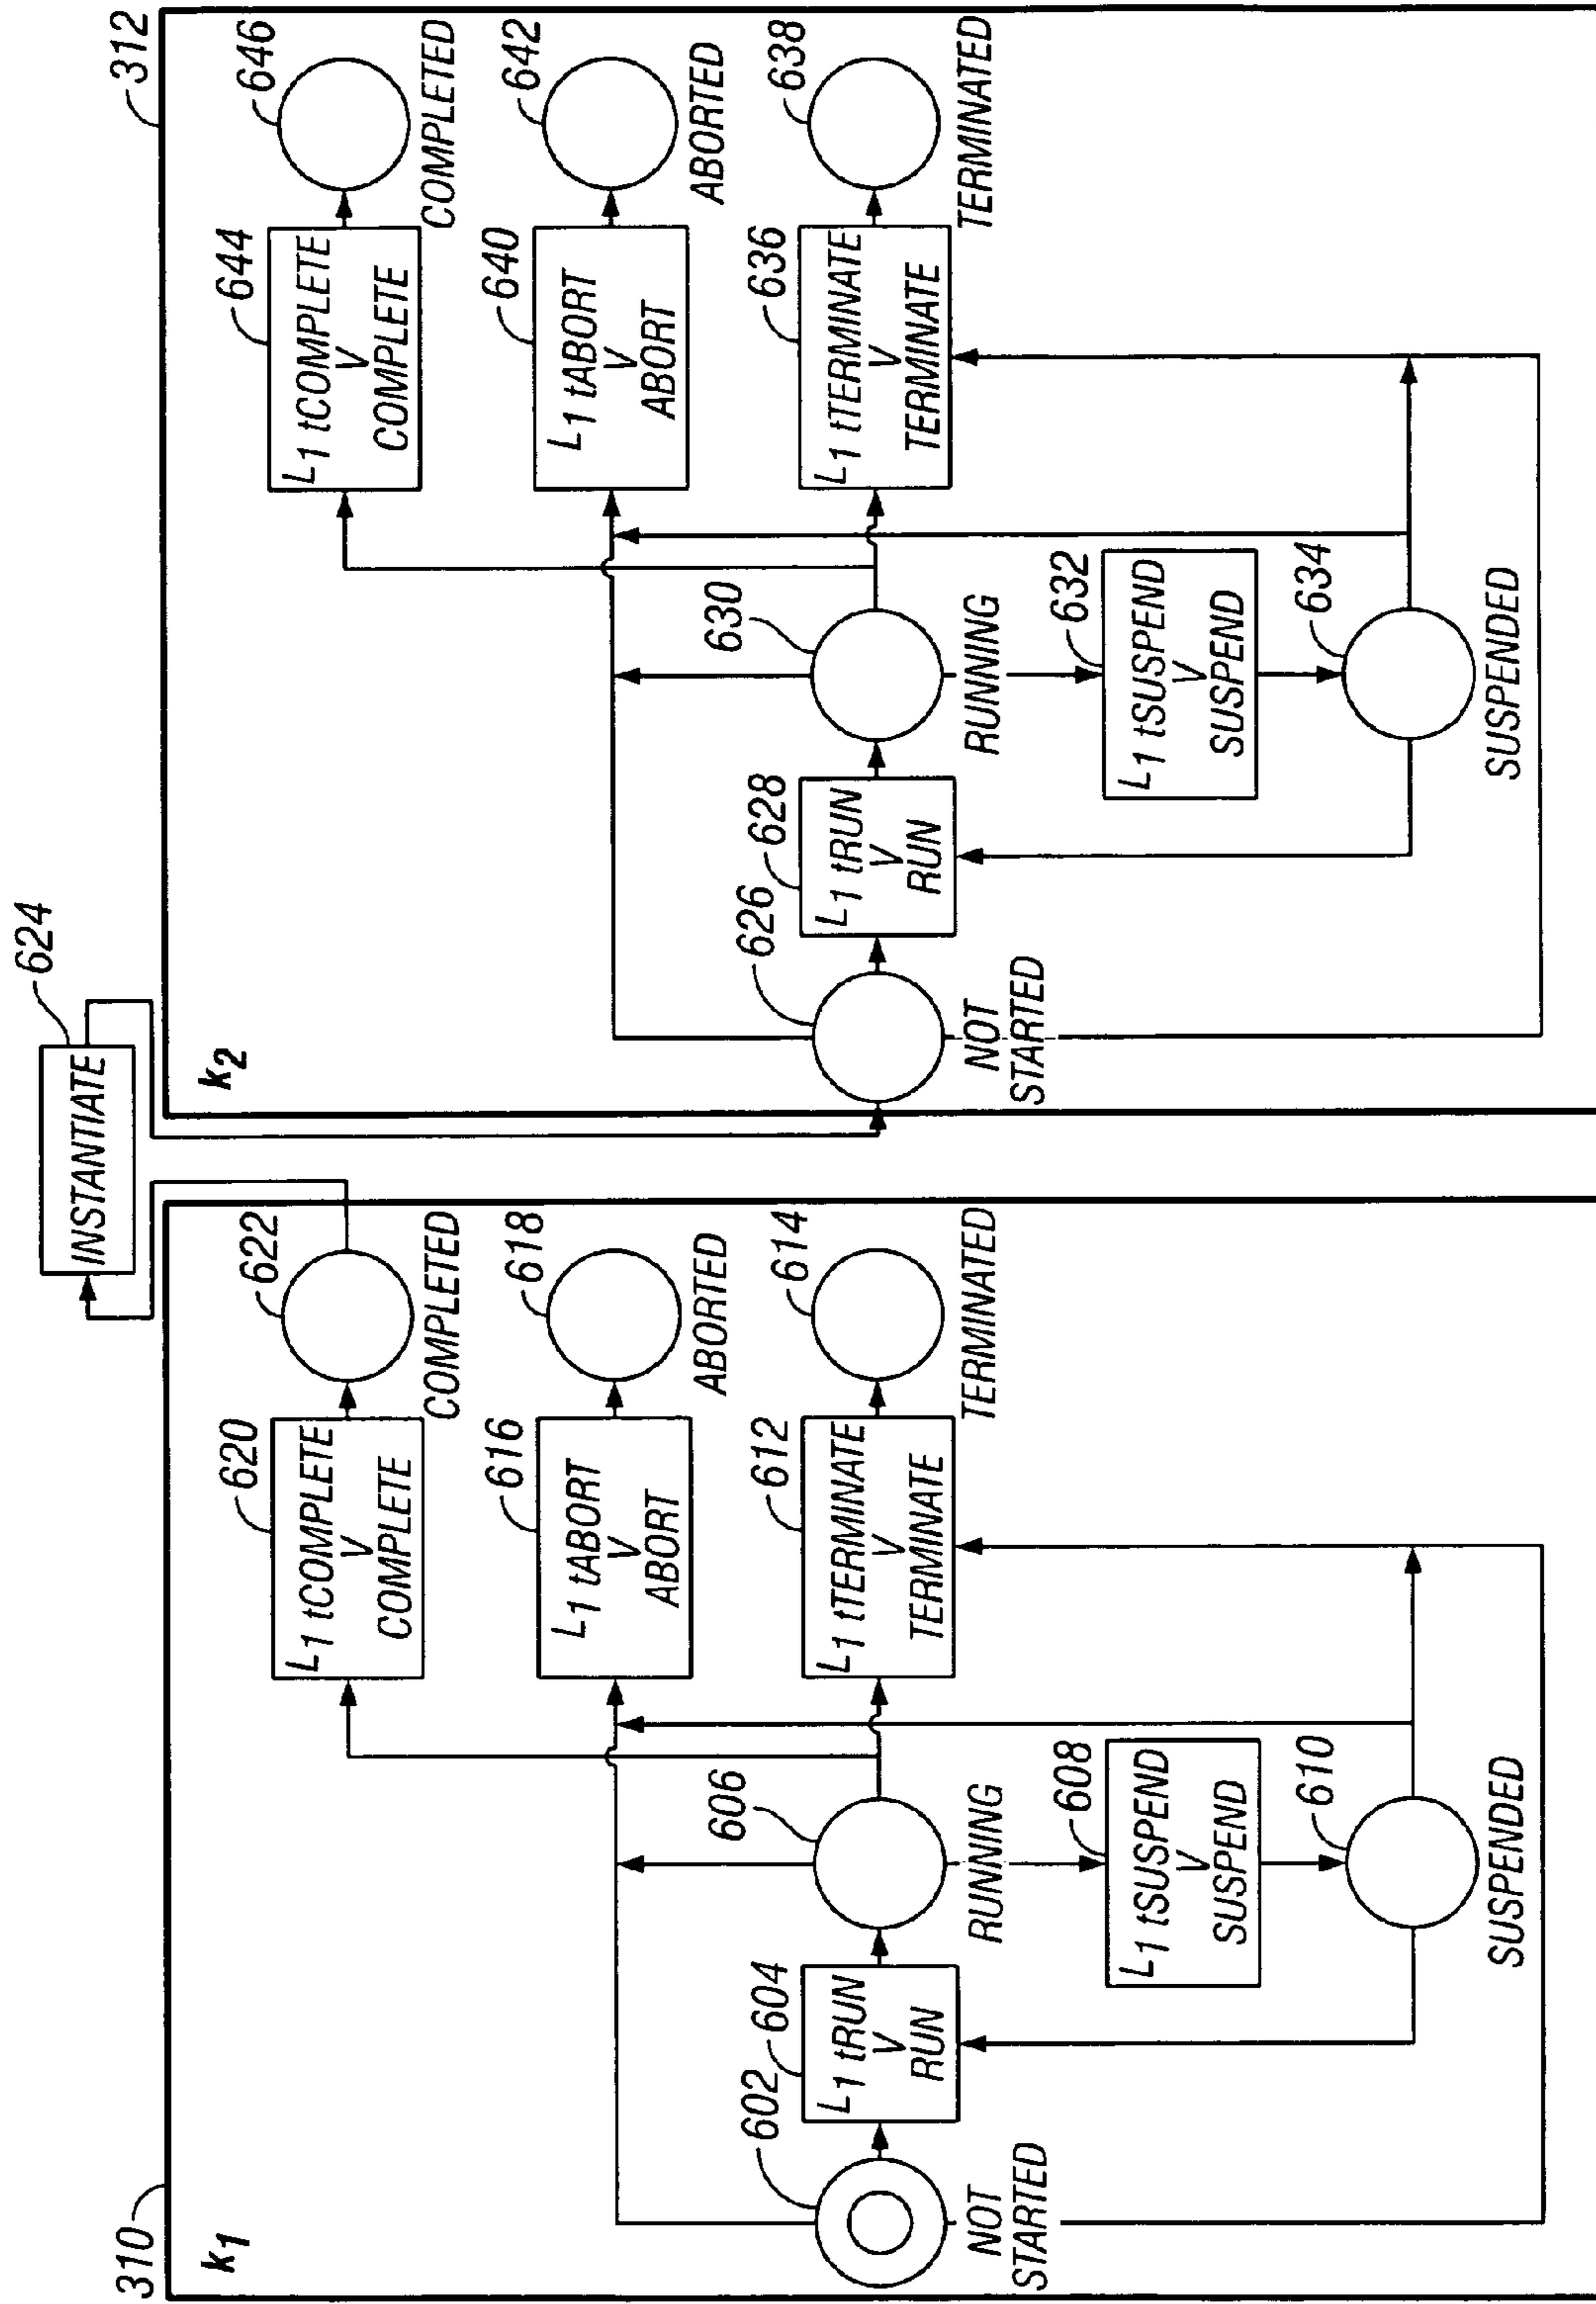 310
k1
620
L1 tCOMPLETE
V
COMPLETE
622
COMPLETED
616
L1 tABORT
V
ABORT
618
ABORTED
602
NOT
STARTED
604
L1 tRUN
V
RUN
606
RUNNING
612
L1 tTERMINATE
V
TERMINATE
614
TERMINATED
608
L1 tSUSPEND
V
SUSPEND
610
SUSPENDED
INSTANTIATE
624
312
k2
644
L1 tCOMPLETE
V
COMPLETE
646
COMPLETED
640
L1 tABORT
V
ABORT
642
ABORTED
626
NOT
STARTED
628
L1 tRUN
V
RUN
630
RUNNING
636
L1 tTERMINATE
V
TERMINATE
638
TERMINATED
632
L1 tSUSPEND
V
SUSPEND
634
SUSPENDED